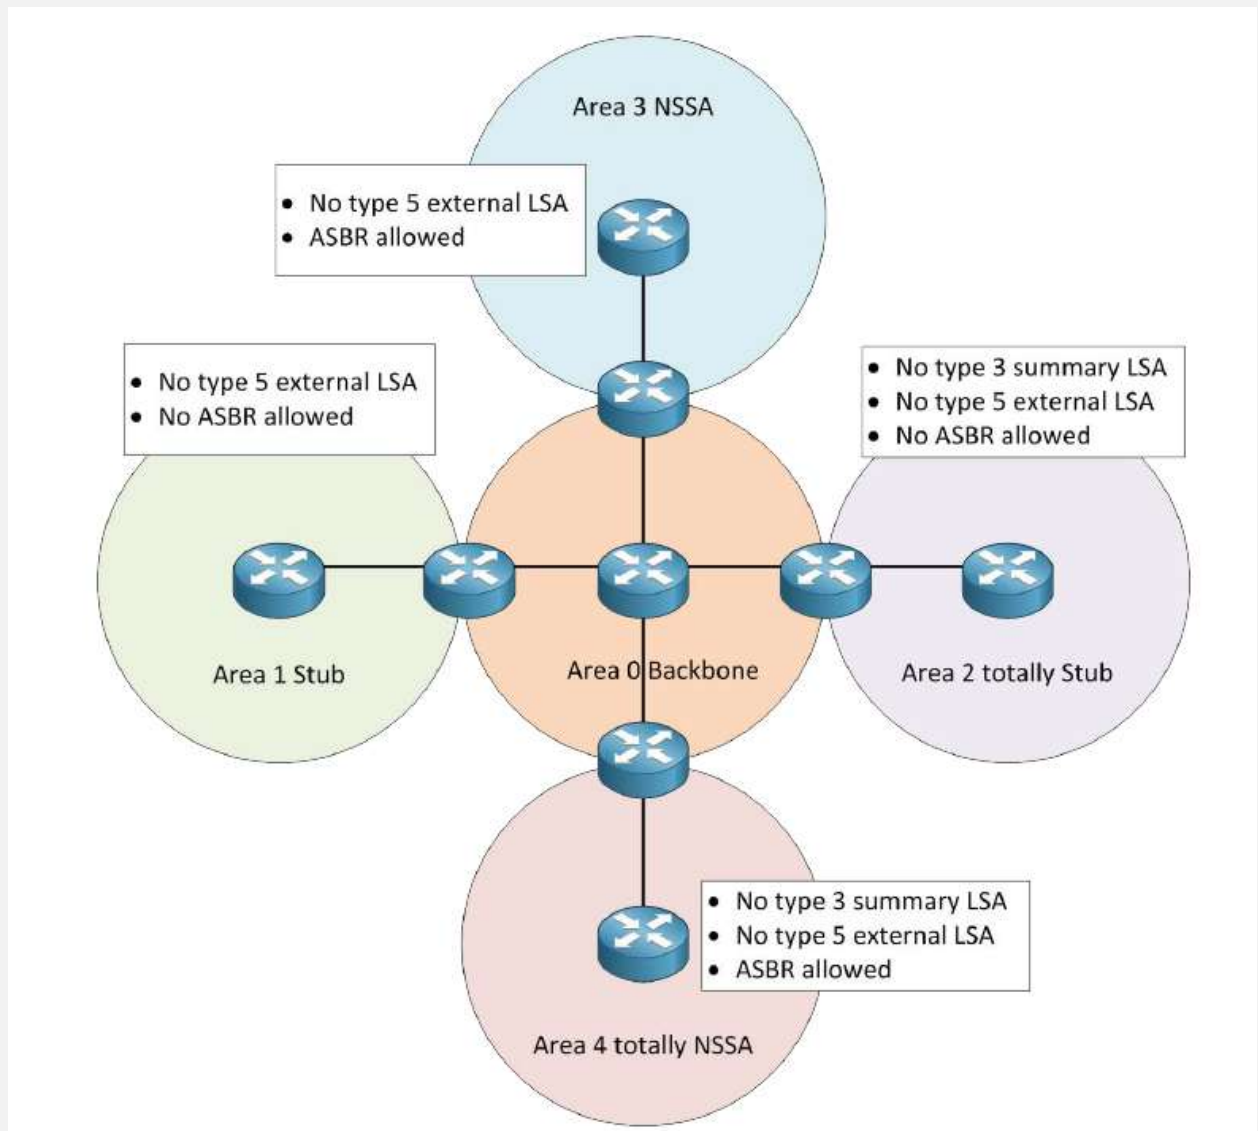 Area 3 NSSA
• No type 5 external LSA
• ASBR allowed
• No type 5 external LSA
• No ASBR allowed
• No type 3 summary LSA
• No type 5 external LSA
• No ASBR allowed
Area 1 Stub
Area 0 Backbone
Area 2 totally Stub
• No type 3 summary LSA
• No type 5 external LSA
• ASBR allowed
Area 4 totally NSSA